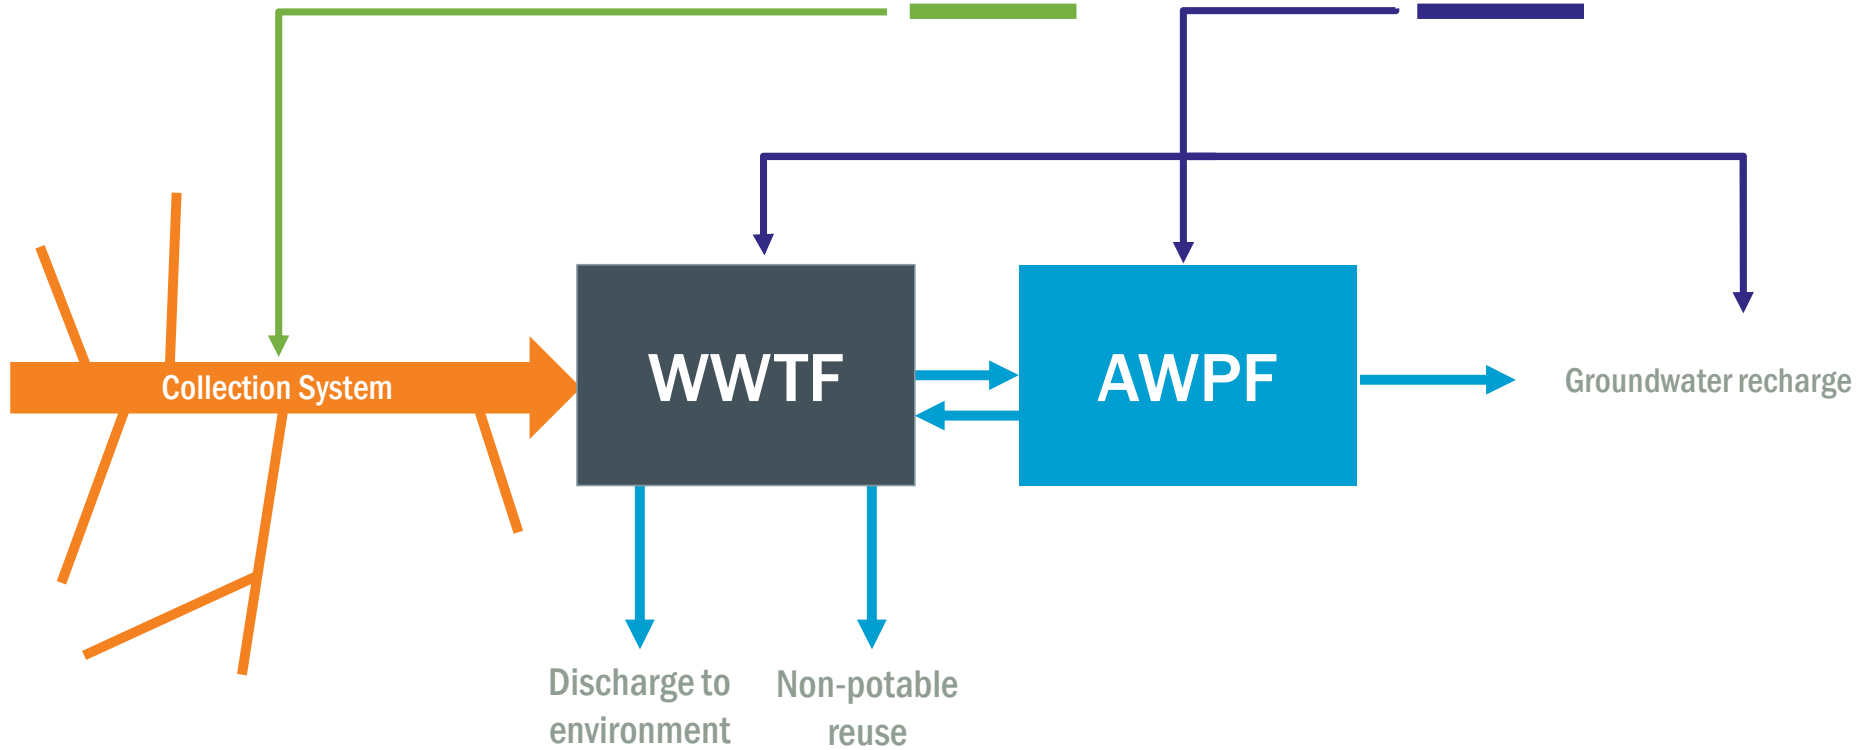 Collection System
WWTF
AWPF
Groundwater recharge
Discharge to
environment
Non-potable
reuse